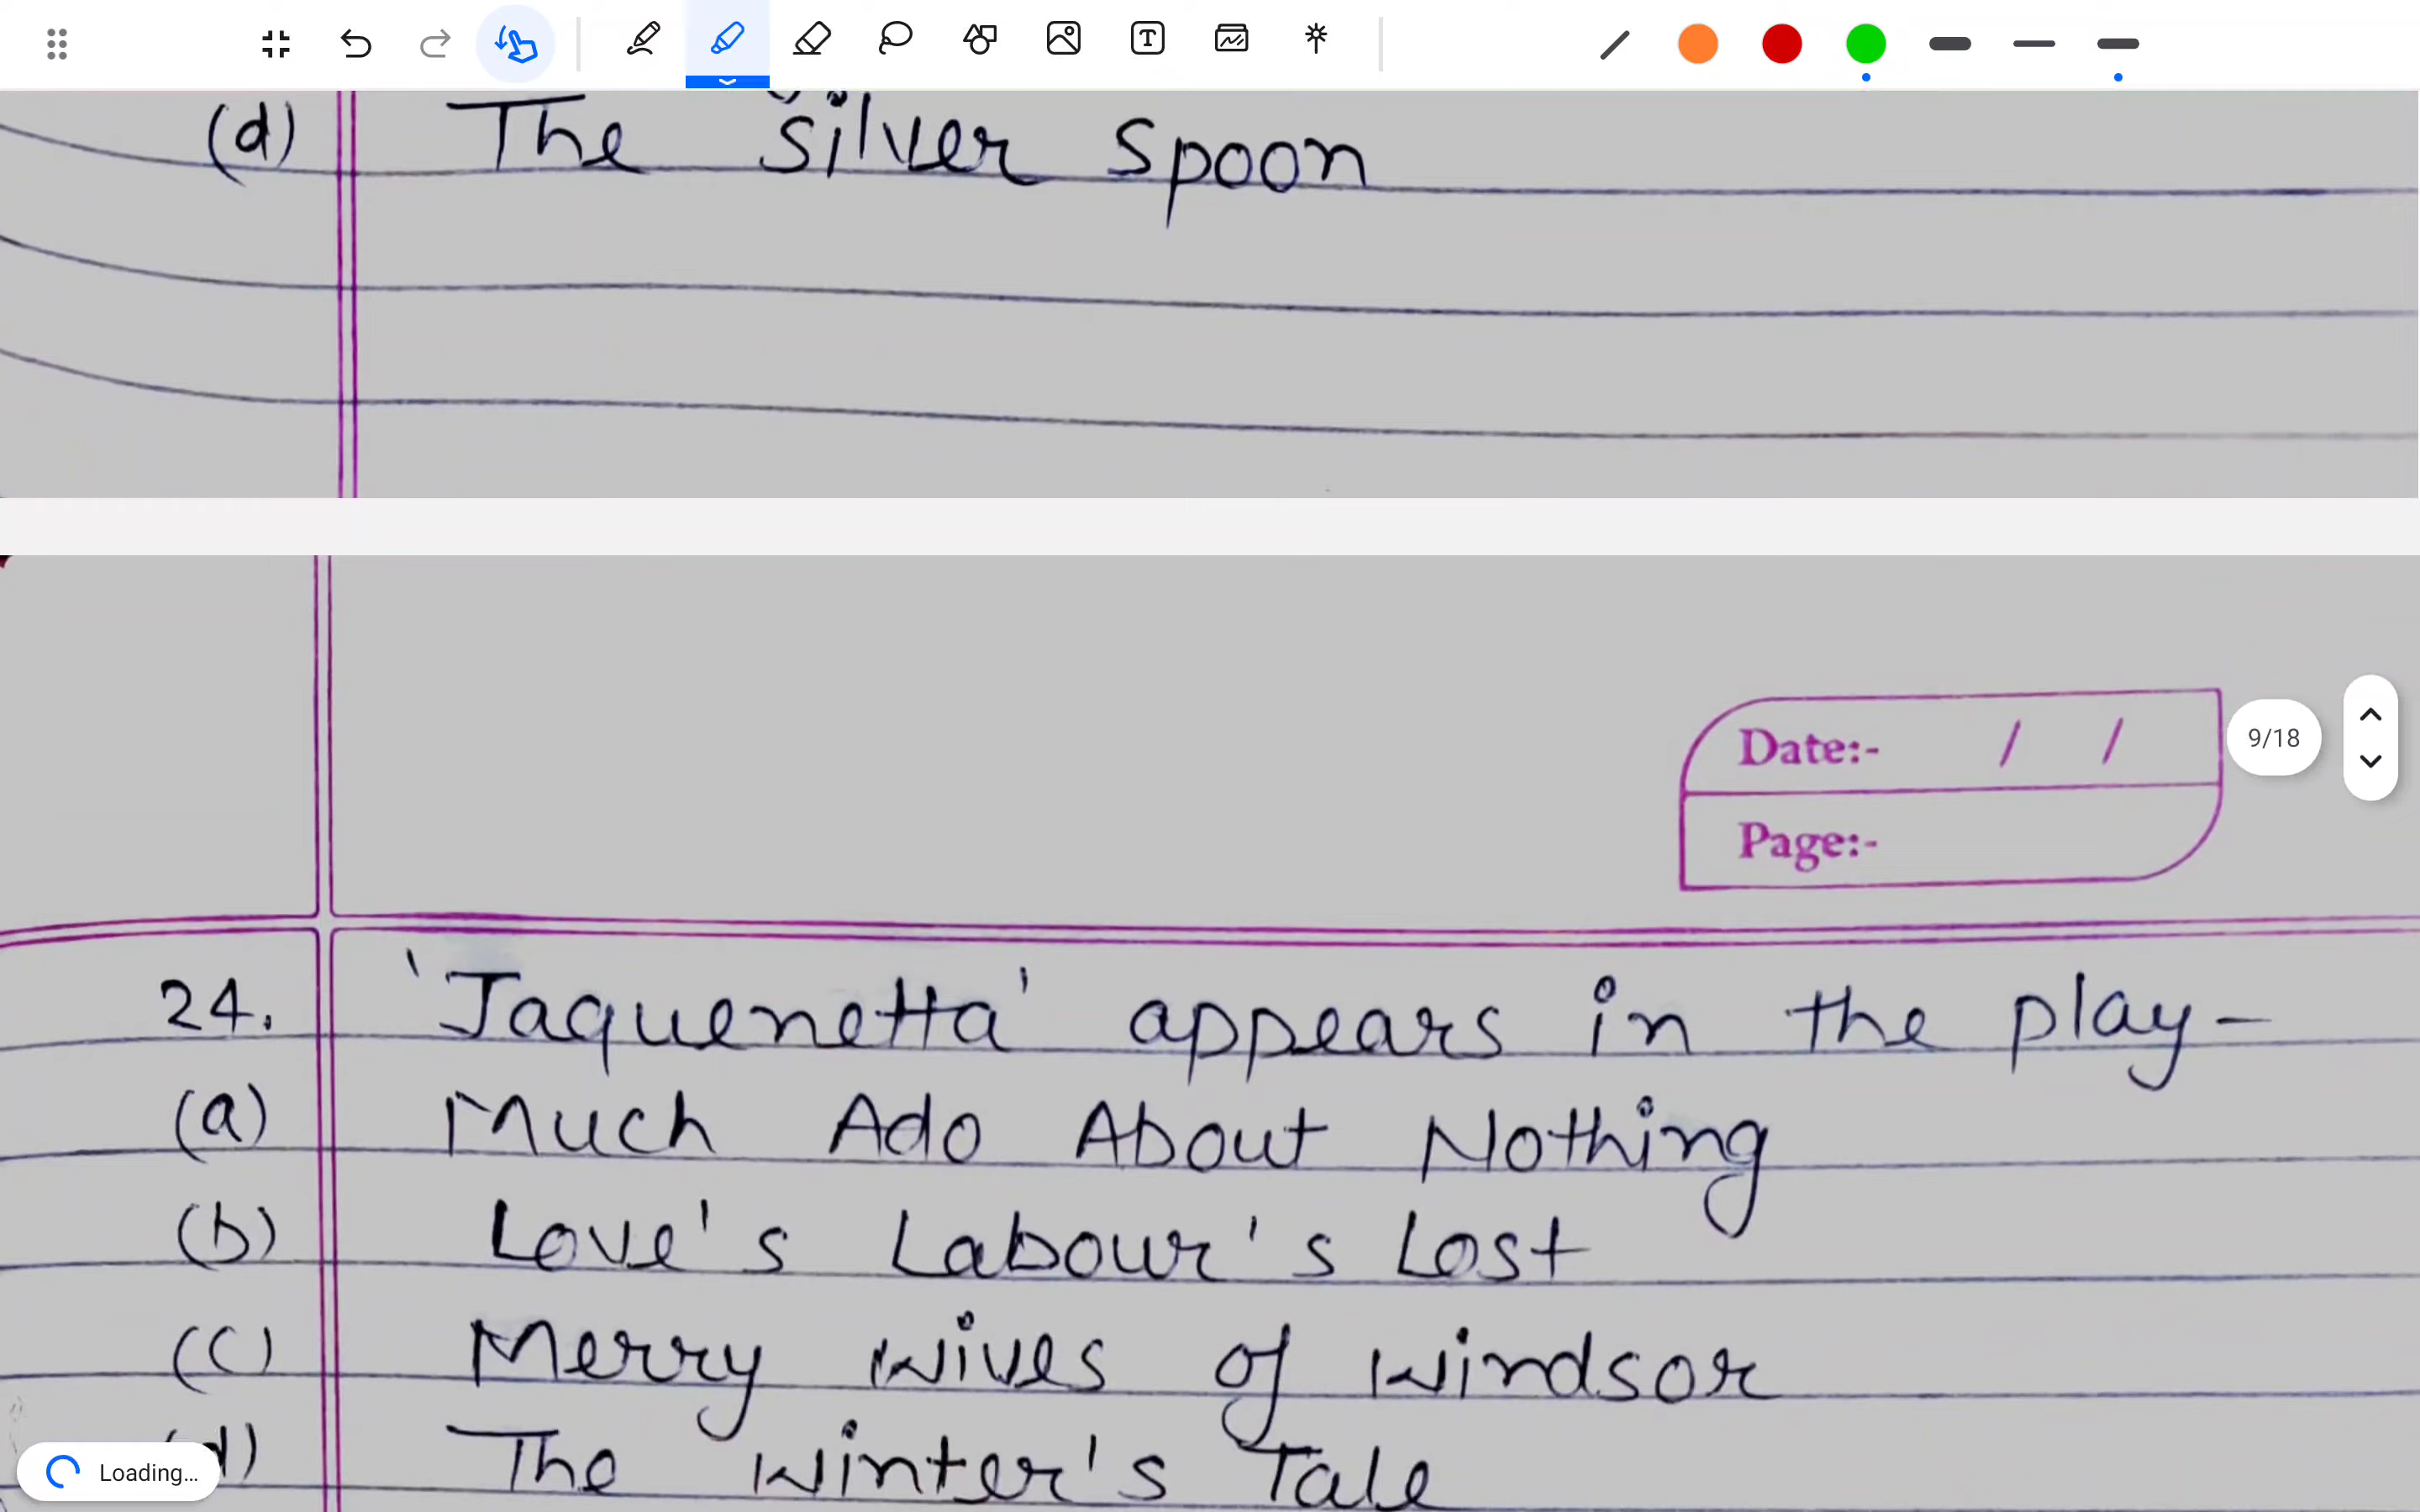 (d) The Silver Spoon
Date:- / /
9/18
Page:-
24. 'Jaquenetta' appears in the play-
(a) Much Ado About Nothing
(b) Love's Labour's Lost
(c) Merry Wives of Windsor
(d) The Winter's Tale
Loading...